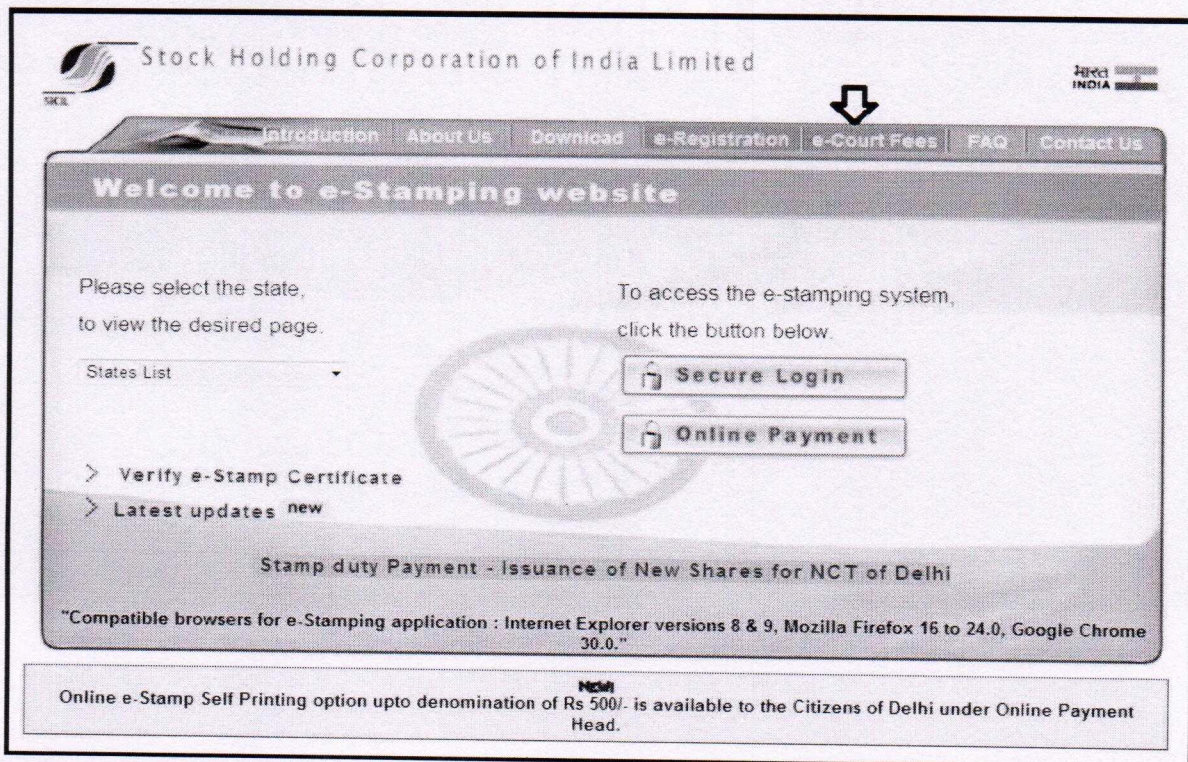 Stock Holding Corporation of India Limited
SHCIL
भारत
INDIA
Introduction About Us Download e-Registration e-Court Fees FAQ Contact Us
Welcome to e-Stamping website
Please select the state,
to view the desired page.
States List
To access the e-stamping system,
click the button below.
Secure Login
Online Payment
> Verify e-Stamp Certificate
> Latest updates new
Stamp duty Payment - Issuance of New Shares for NCT of Delhi
"Compatible browsers for e-Stamping application : Internet Explorer versions 8 & 9, Mozilla Firefox 16 to 24.0, Google Chrome
30.0."
New!
Online e-Stamp Self Printing option upto denomination of Rs 500/- is available to the Citizens of Delhi under Online Payment
Head.